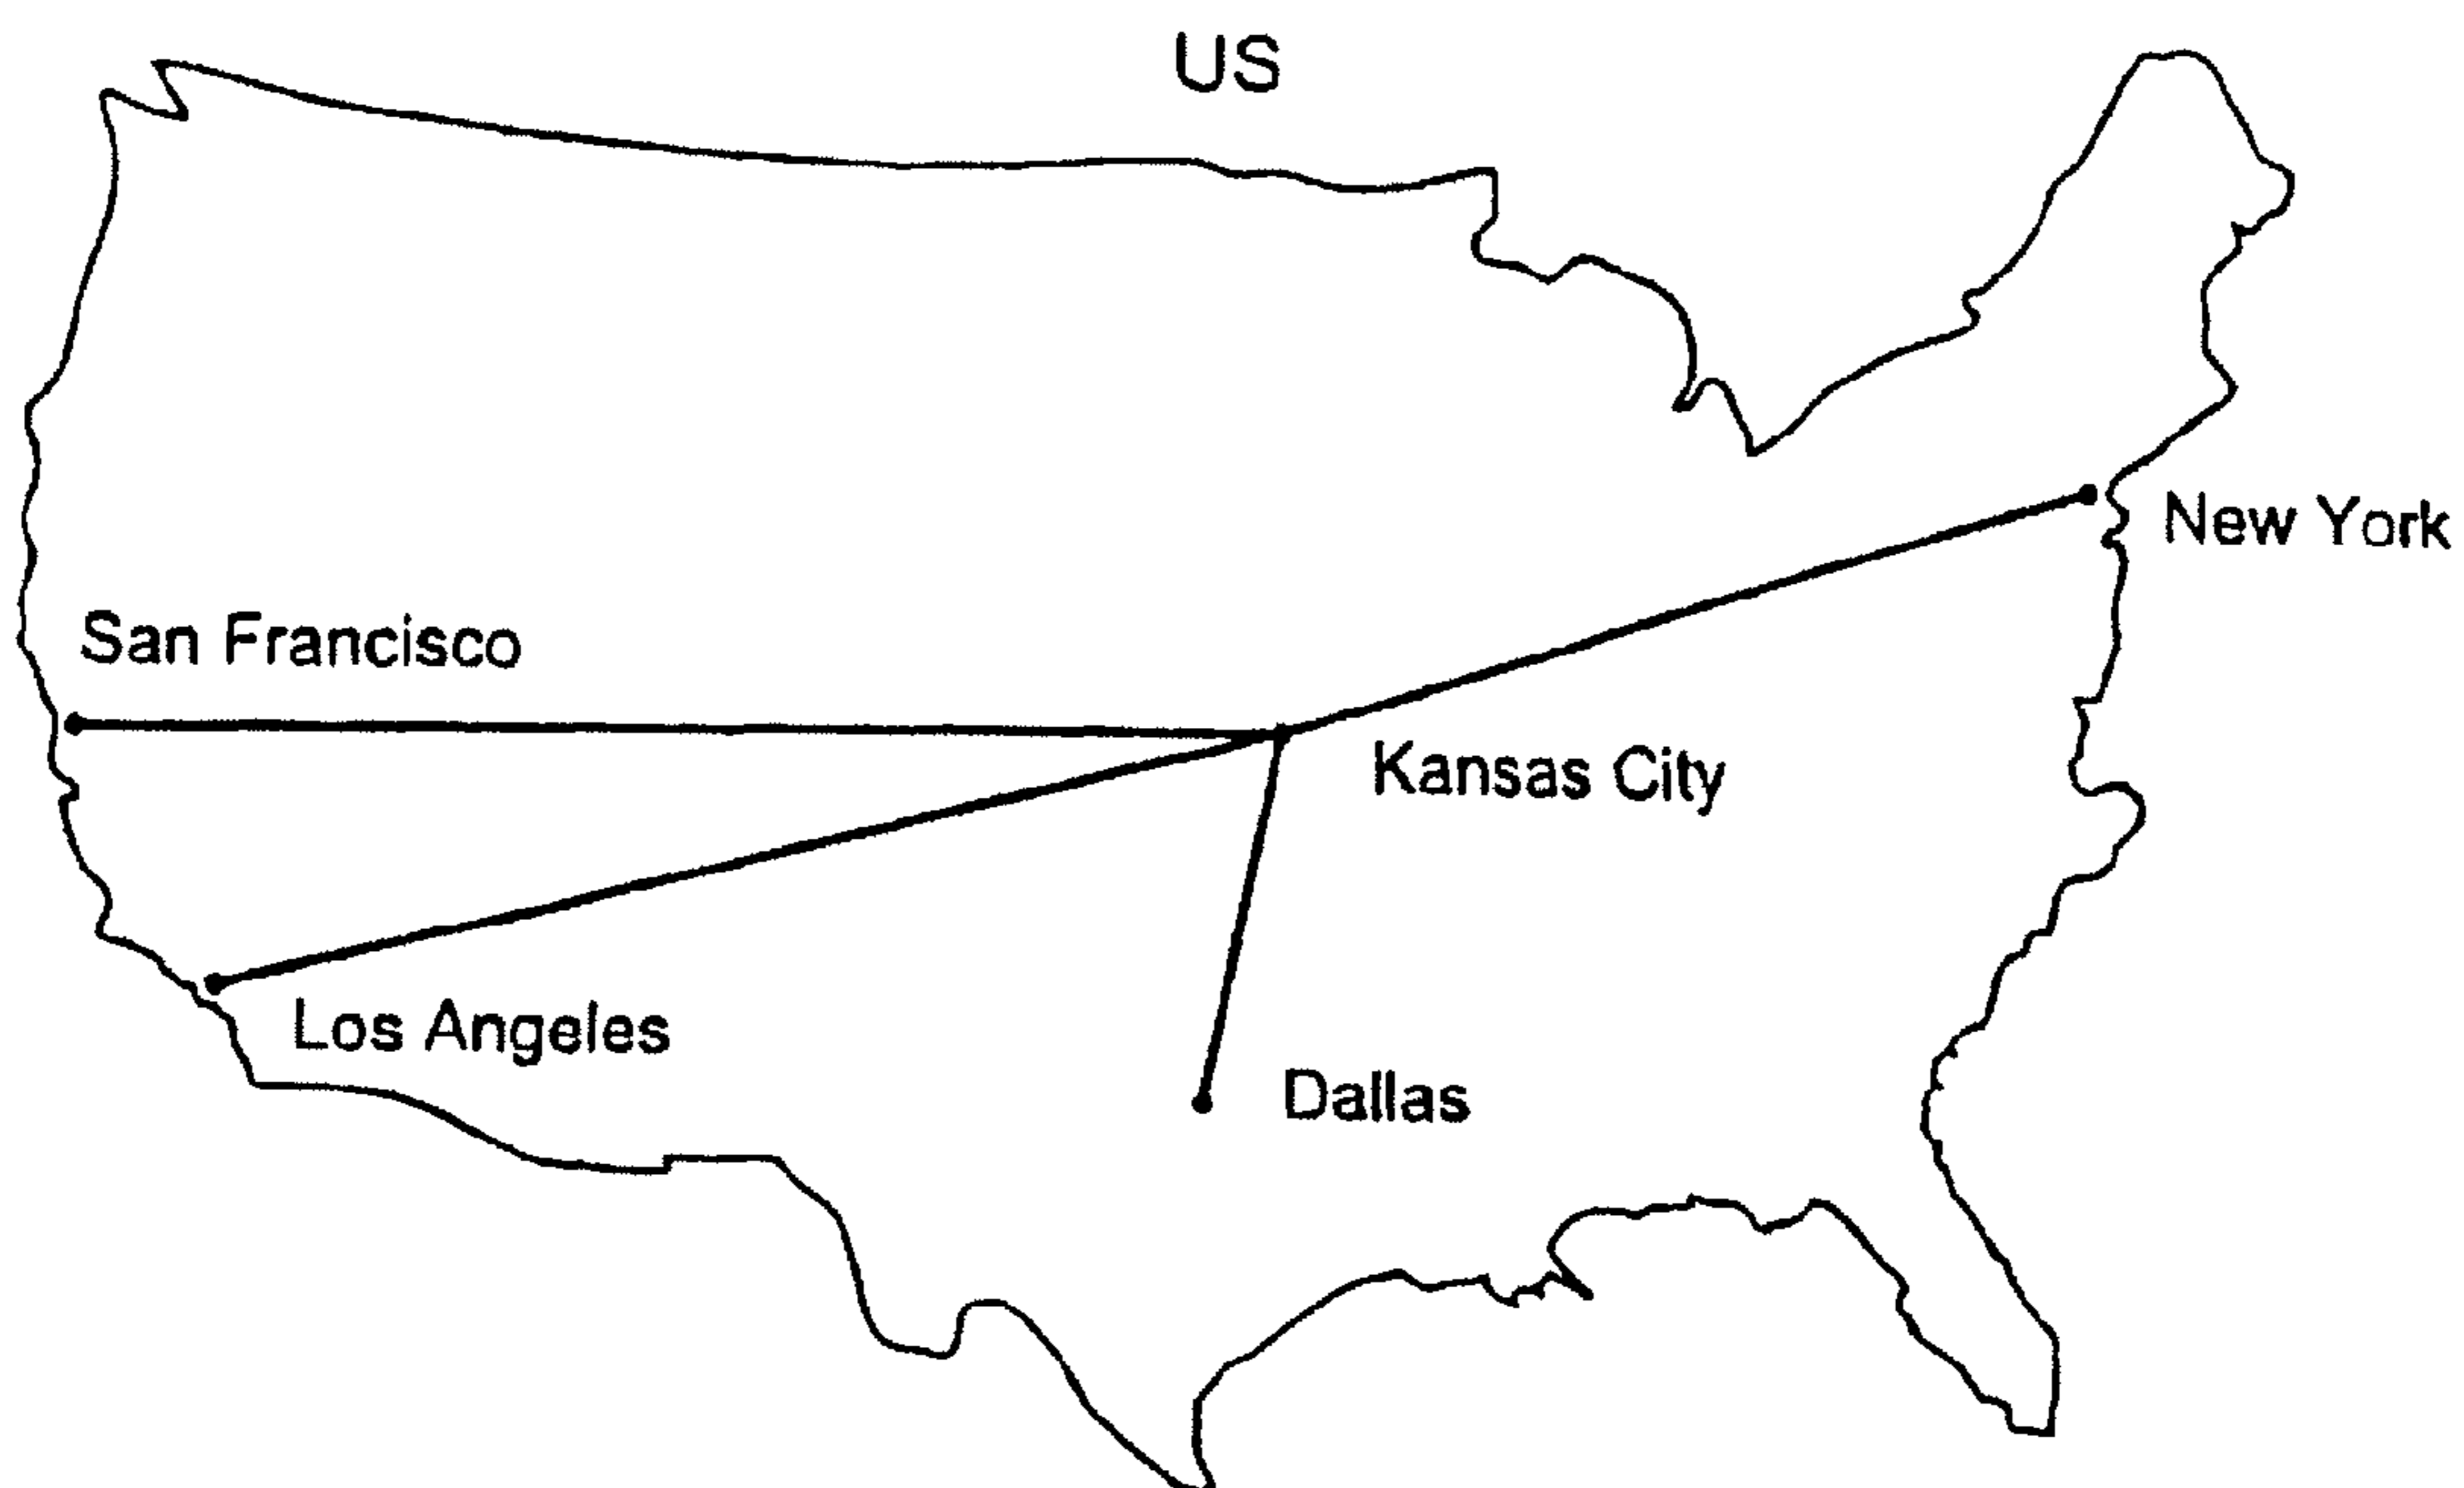 US
New York
San Francisco
Kansas City
Los Angeles
Dallas